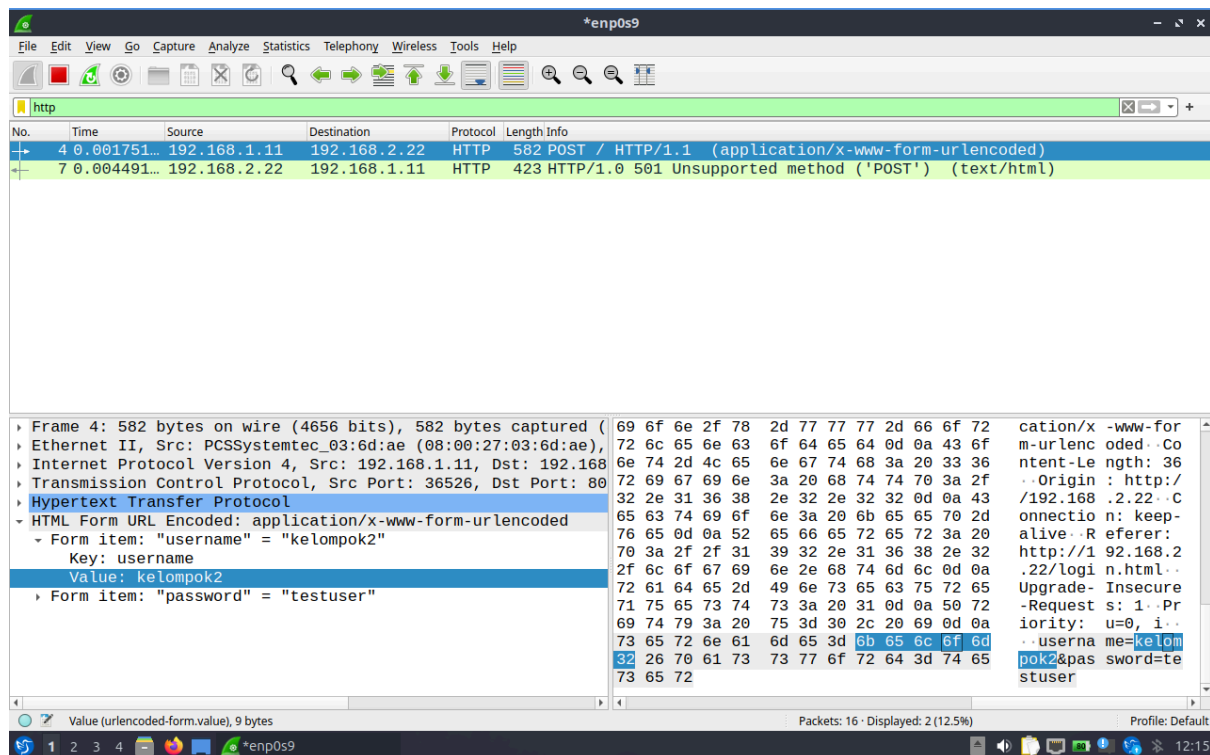 *enp0s9
File Edit View Go Capture Analyze Statistics Telephony Wireless Tools Help
http
No. Time Source Destination Protocol Length Info
4 0.001751… 192.168.1.11 192.168.2.22 HTTP 582 POST / HTTP/1.1 (application/x-www-form-urlencoded)
7 0.004491… 192.168.2.22 192.168.1.11 HTTP 423 HTTP/1.0 501 Unsupported method ('POST') (text/html)
Frame 4: 582 bytes on wire (4656 bits), 582 bytes captured (
Ethernet II, Src: PCSSystemtec_03:6d:ae (08:00:27:03:6d:ae),
Internet Protocol Version 4, Src: 192.168.1.11, Dst: 192.168
Transmission Control Protocol, Src Port: 36526, Dst Port: 80
Hypertext Transfer Protocol
HTML Form URL Encoded: application/x-www-form-urlencoded
Form item: "username" = "kelompok2"
Key: username
Value: kelompok2
Form item: "password" = "testuser"
69 6f 6e 2f 78 2d 77 77 77 2d 66 6f 72 cation/x -www-for
72 6c 65 6e 63 6f 64 65 64 0d 0a 43 6f m-urlenc oded··Co
6e 74 2d 4c 65 6e 67 74 68 3a 20 33 36 ntent-Le ngth: 36
72 69 67 69 6e 3a 20 68 74 74 70 3a 2f ··Origin : http:/
32 2e 31 36 38 2e 32 2e 32 32 0d 0a 43 /192.168 .2.22··C
65 63 74 69 6f 6e 3a 20 6b 65 65 70 2d onnectio n: keep-
76 65 0d 0a 52 65 66 65 72 65 72 3a 20 alive··R eferer:
70 3a 2f 2f 31 39 32 2e 31 36 38 2e 32 http://1 92.168.2
2f 6c 6f 67 69 6e 2e 68 74 6d 6c 0d 0a .22/logi n.html··
72 61 64 65 2d 49 6e 73 65 63 75 72 65 Upgrade- Insecure
71 75 65 73 74 73 3a 20 31 0d 0a 50 72 -Request s: 1··Pr
69 74 79 3a 20 75 3d 30 2c 20 69 0d 0a iority: u=0, i··
73 65 72 6e 61 6d 65 3d 6b 65 6c 6f 6d ··userna me=kelom
32 26 70 61 73 73 77 6f 72 64 3d 74 65 pok2&pas sword=te
73 65 72 stuser
Value (urlencoded-form.value), 9 bytes Packets: 16 · Displayed: 2 (12.5%) Profile: Default
1 2 3 4 *enp0s9 12:15